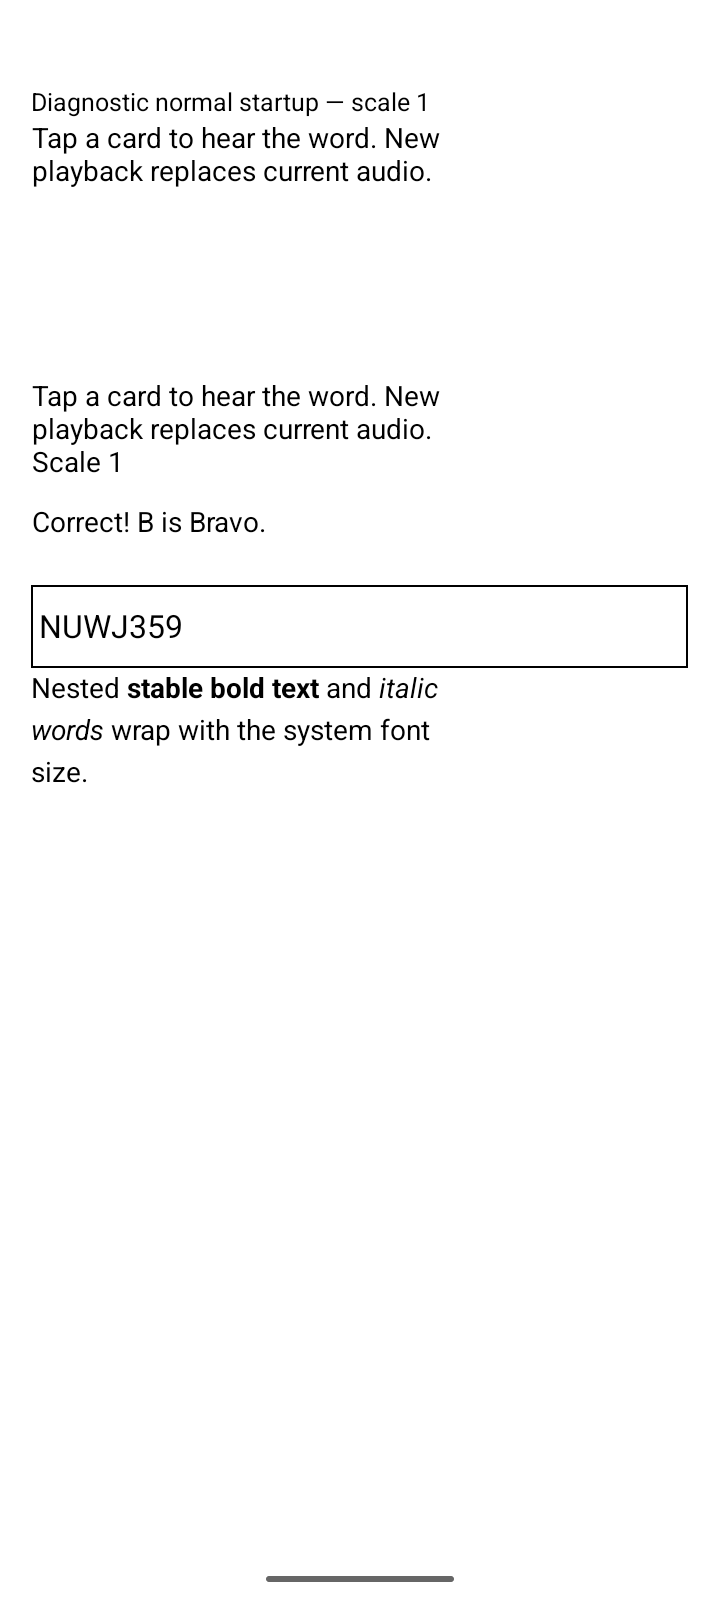 Diagnostic normal startup — scale 1
Tap a card to hear the word. New
playback replaces current audio.
Tap a card to hear the word. New
playback replaces current audio.
Scale 1
Correct! B is Bravo.
NUWJ359
Nested stable bold text and italic
words wrap with the system font
size.